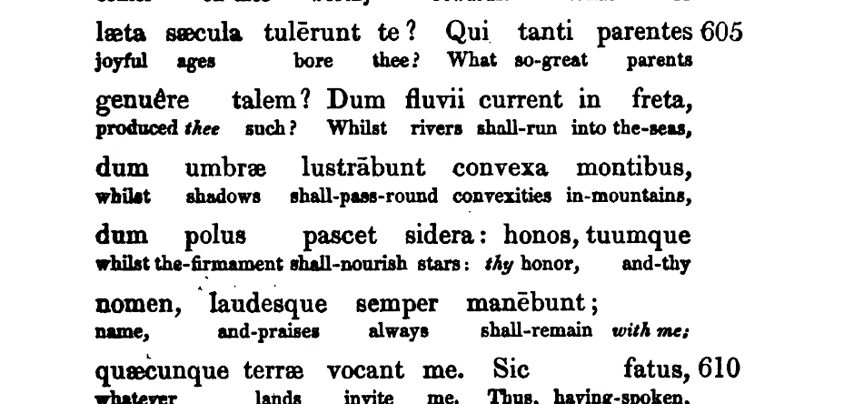 læta sæcula tulērunt te? Qui tanti parentes 605
joyful ages bore thee? What so-great parents
genuêre talem? Dum fluvii current in freta,
produced thee such? Whilst rivers shall-run into the-seas,
dum umbræ lustrābunt convexa montibus,
whilst shadows shall-pass-round convexities in-mountains,
dum polus pascet sidera: honos, tuumque
whilst the-firmament shall-nourish stars: thy honor, and-thy
nomen, laudesque semper manēbunt;
name, and-praises always shall-remain with me;
quæcunque terræ vocant me. Sic fatus, 610
whatever lands invite me. Thus, having-spoken,